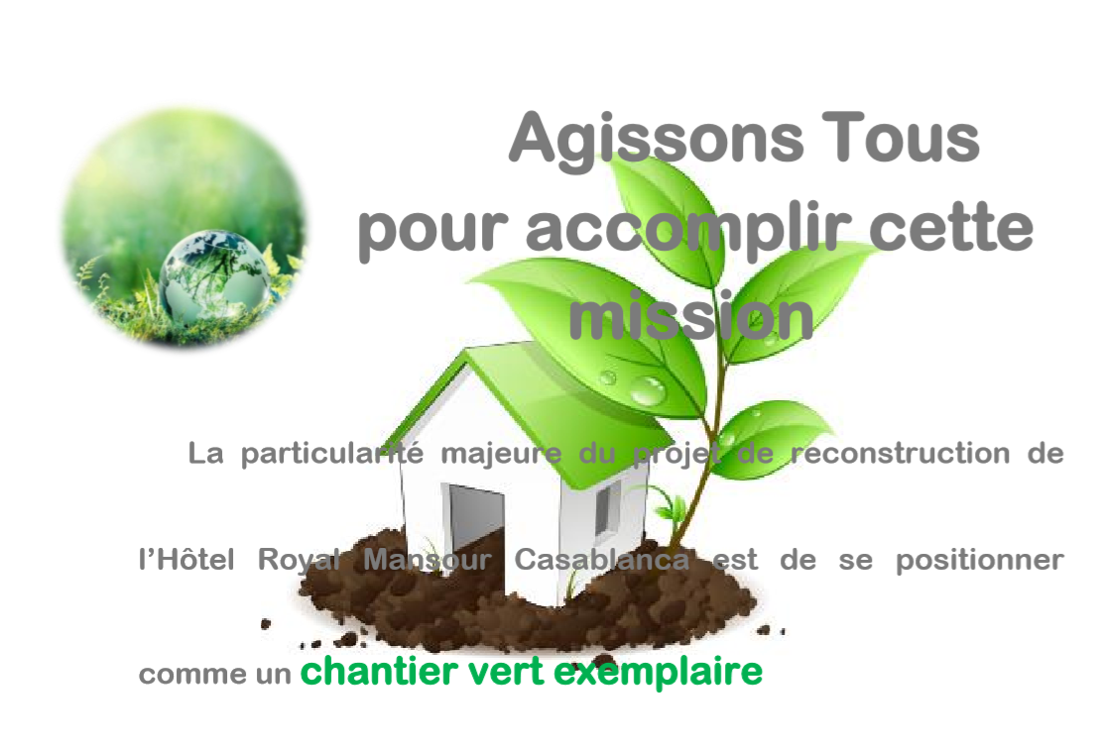 Agissons Tous
pour accomplir cette
mission
La particularité majeure du projet de reconstruction de
l’Hôtel Royal Mansour Casablanca est de se positionner
comme un chantier vert exemplaire